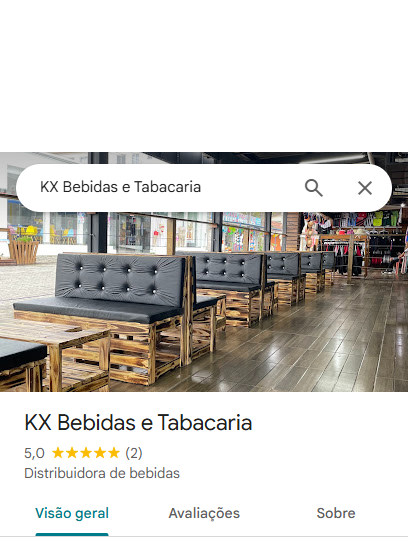 KX Bebidas e Tabacaria
KX Bebidas e Tabacaria
5,0 ★★★★★ (2)
Distribuidora de bebidas
Visão geral Avaliações Sobre